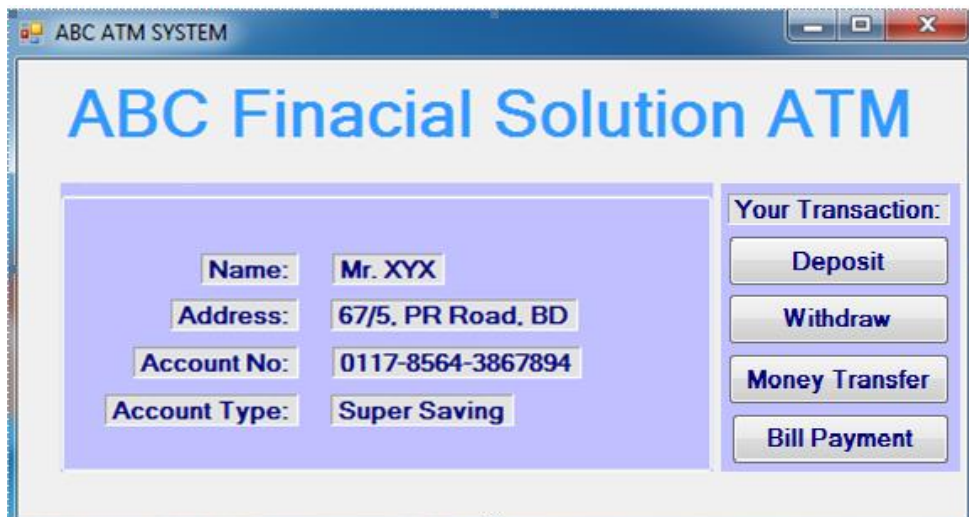 ABC ATM SYSTEM
ABC Finacial Solution ATM
Name: Mr. XYX
Address: 67/5, PR Road, BD
Account No: 0117-8564-3867894
Account Type: Super Saving
Your Transaction:
Deposit
Withdraw
Money Transfer
Bill Payment